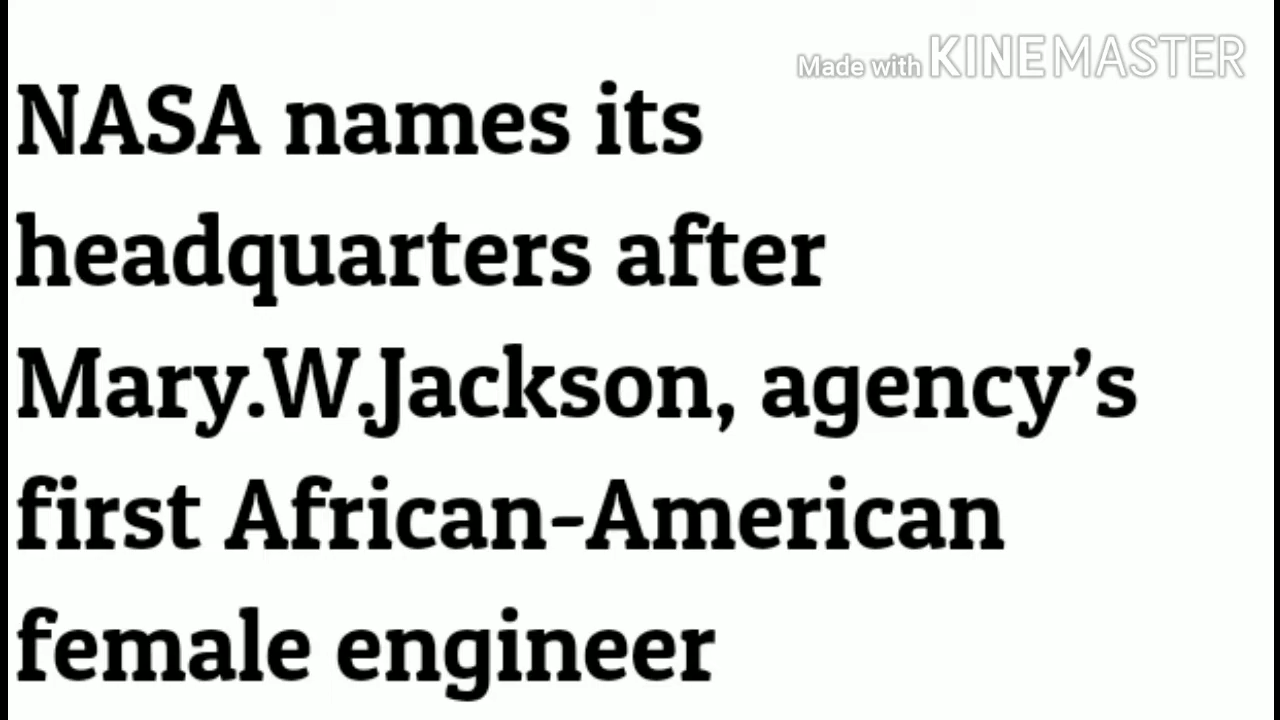 Made with KINEMASTER
NASA names its
headquarters after
Mary.W.Jackson, agency’s
first African-American
female engineer